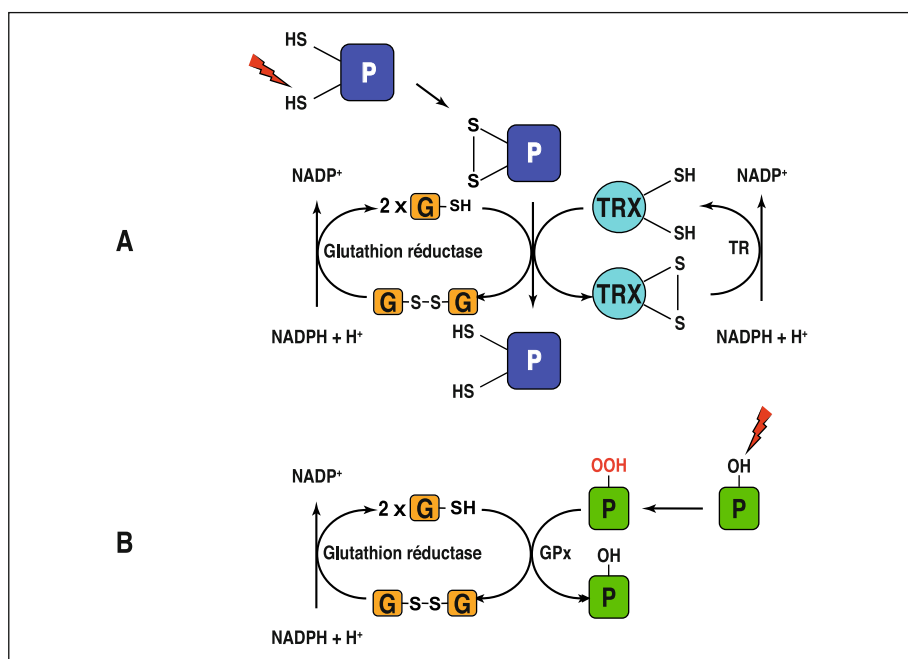 HS
P
HS
S
P
S
NADP+
2 x G-SH
TRX
SH
SH
NADP+
A
Glutathion réductase
TR
G-S-S-G
TRX
S
S
NADPH + H+
HS
P
HS
NADPH + H+
NADP+
2 x G-SH
OOH
P
OH
P
B
Glutathion réductase
GPx
OH
P
G-S-S-G
NADPH + H+